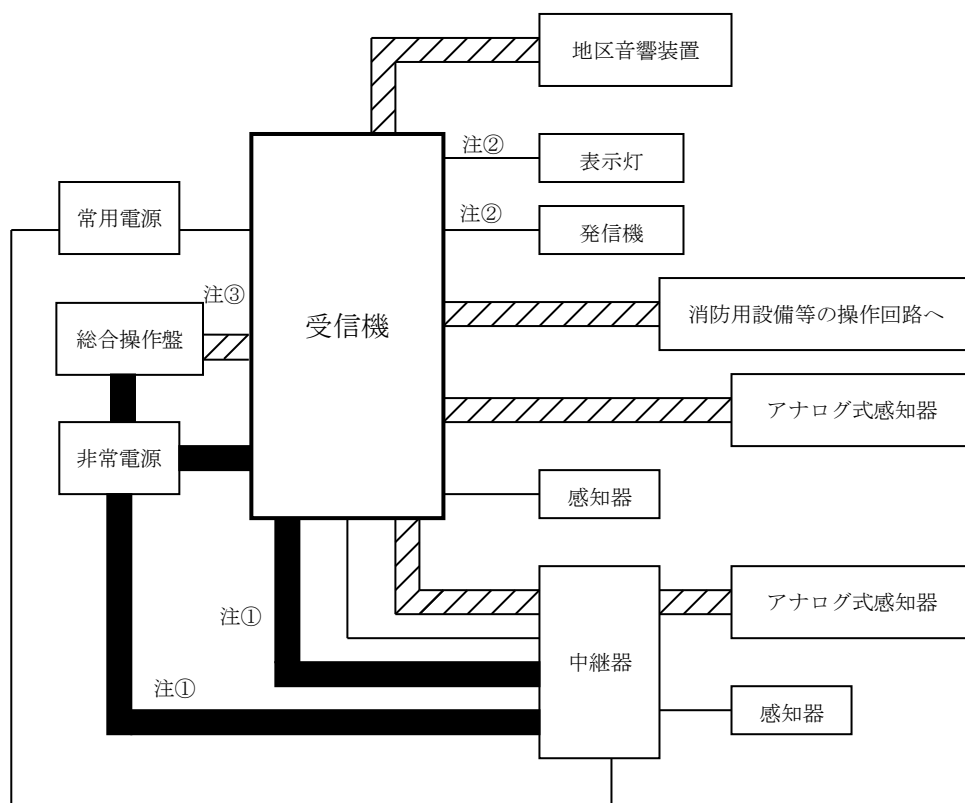 地区音響装置
注②
表示灯
常用電源
注②
発信機
注③
受信機
消防用設備等の操作回路へ
総合操作盤
アナログ式感知器
非常電源
感知器
アナログ式感知器
注①
中継器
注①
感知器